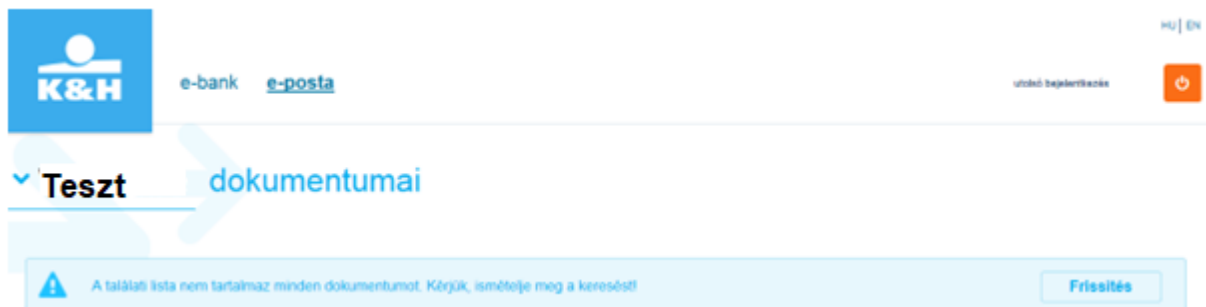 HU| EN
K&H
e-bank e-posta
utolsó bejelentkezés
Teszt dokumentumai
A találati lista nem tartalmaz minden dokumentumot. Kérjük, ismételje meg a keresést!
Frissítés